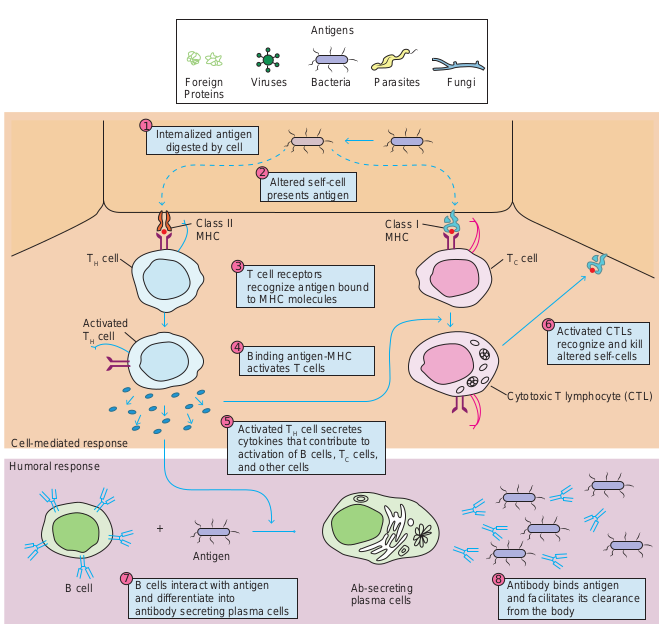 Antigens
Foreign
Proteins
Viruses
Bacteria
Parasites
Fungi
1
Internalized antigen
digested by cell
2
Altered self-cell
presents antigen
Class II
MHC
Class I
MHC
TH cell
TC cell
3
T cell receptors
recognize antigen bound
to MHC molecules
Activated
TH cell
4
Binding antigen-MHC
activates T cells
6
Activated CTLs
recognize and kill
altered self-cells
Cytotoxic T lymphocyte (CTL)
5
Activated TH cell secretes
cytokines that contribute to
activation of B cells, TC cells,
and other cells
Cell-mediated response
Humoral response
+
Antigen
B cell
7
B cells interact with antigen
and differentiate into
antibody secreting plasma cells
Ab-secreting
plasma cells
8
Antibody binds antigen
and facilitates its clearance
from the body